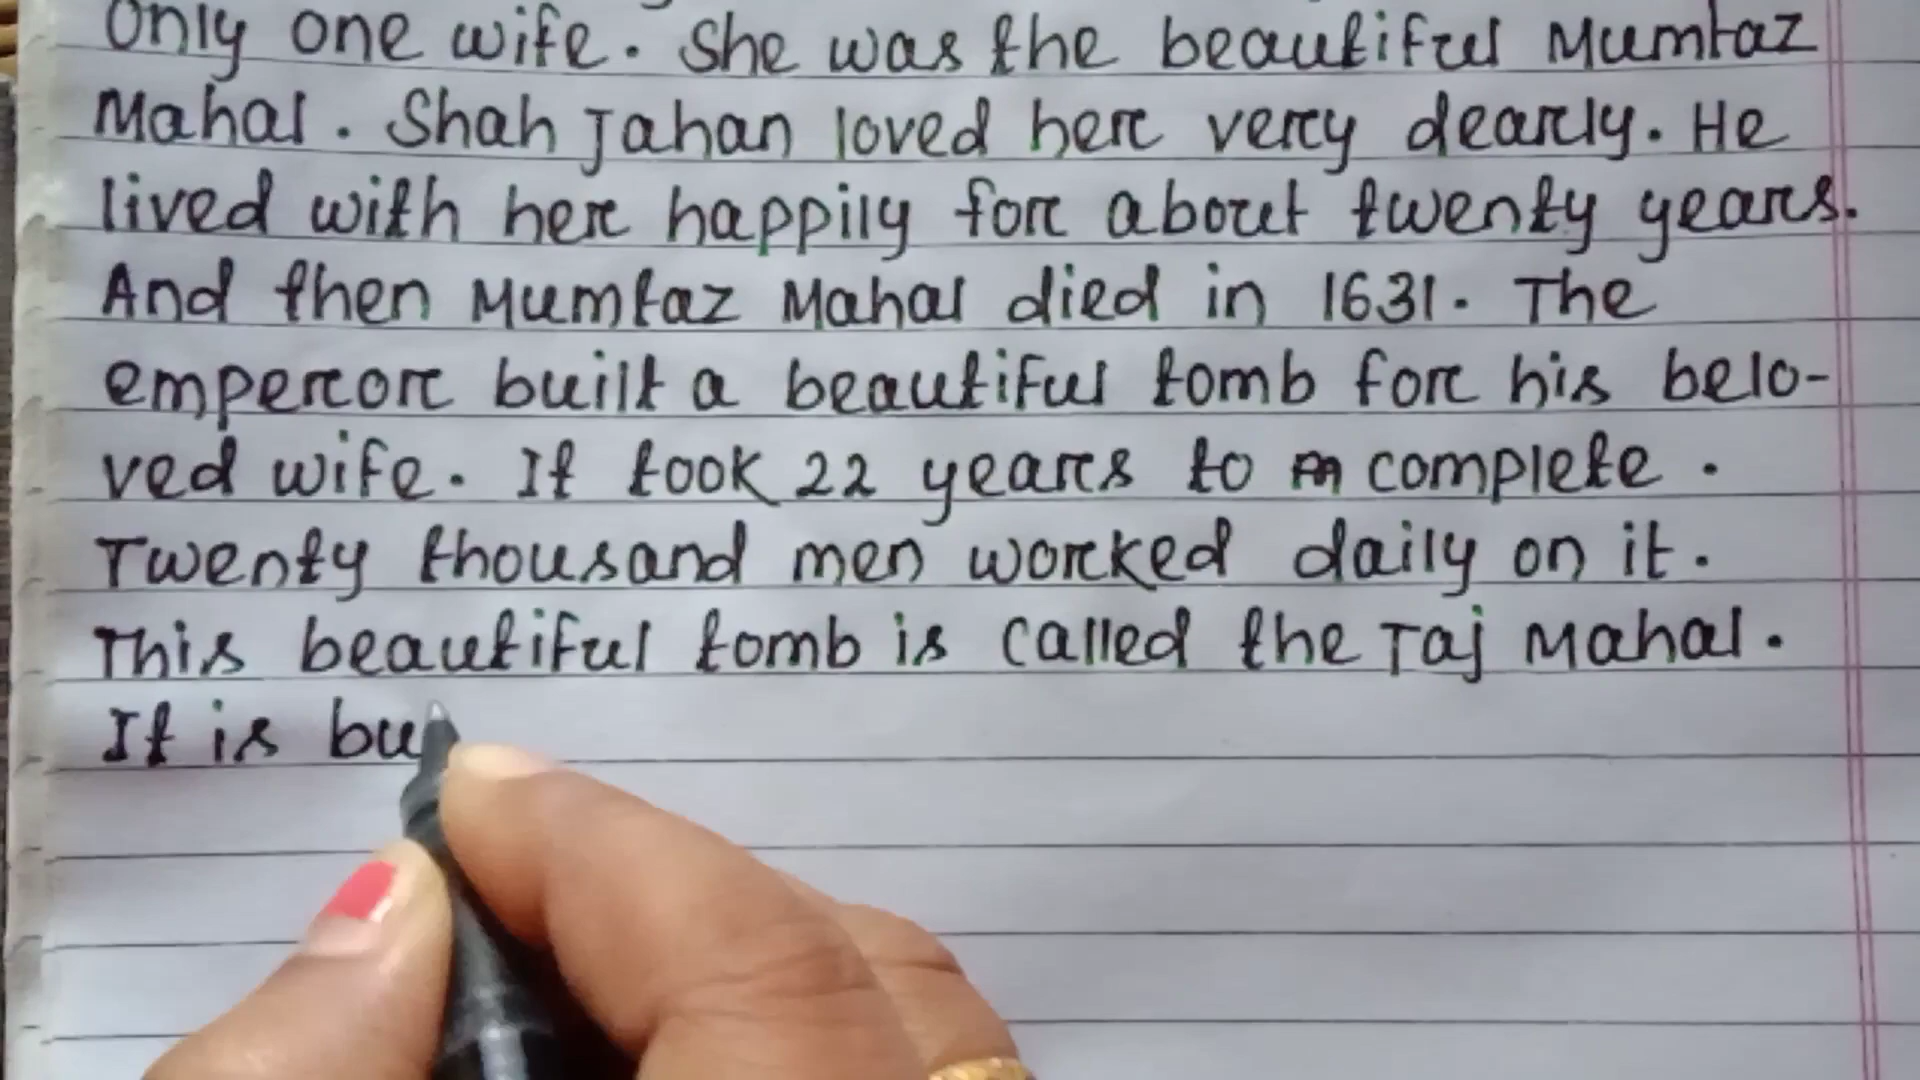 Only one wife. She was the beautiful Mumtaz
Mahal. Shah Jahan loved her very dearly. He
lived with her happily for about twenty years.
And then Mumtaz Mahal died in 1631. The
emperor built a beautiful tomb for his belo-
ved wife. It took 22 years to complete.
Twenty thousand men worked daily on it.
This beautiful tomb is called the Taj Mahal.
It is bu